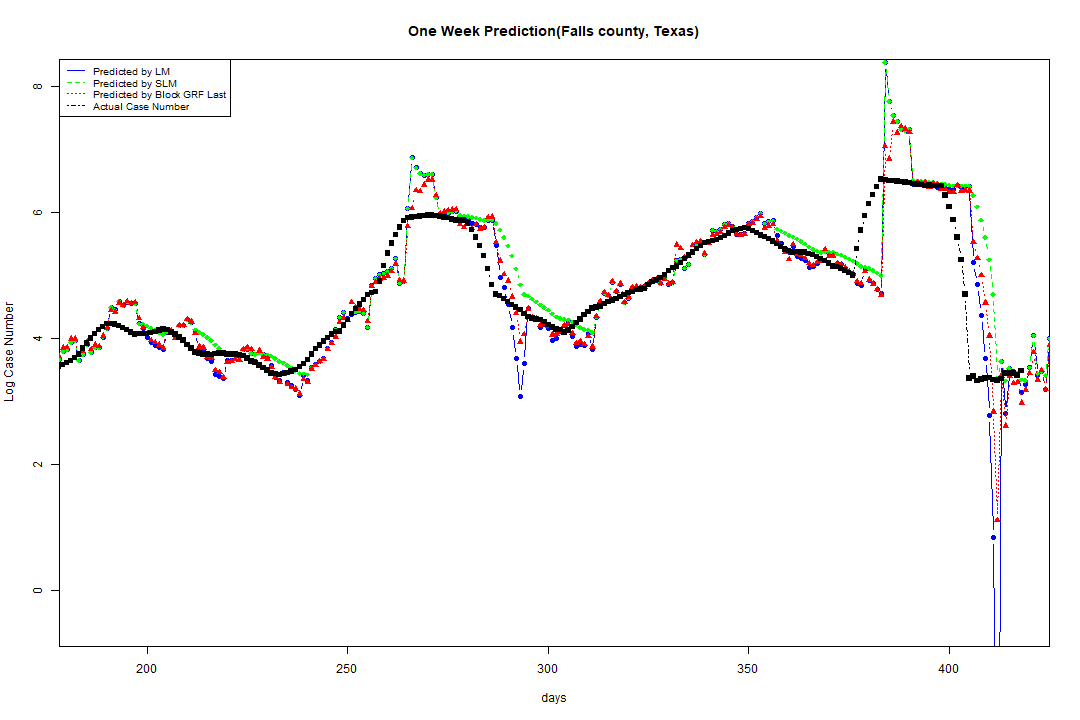 One Week Prediction(Falls county, Texas)
Predicted by LM
Predicted by SLM
Predicted by Block GRF Last
Actual Case Number
8
6
4
2
0
Log Case Number
200 250 300 350 400
days